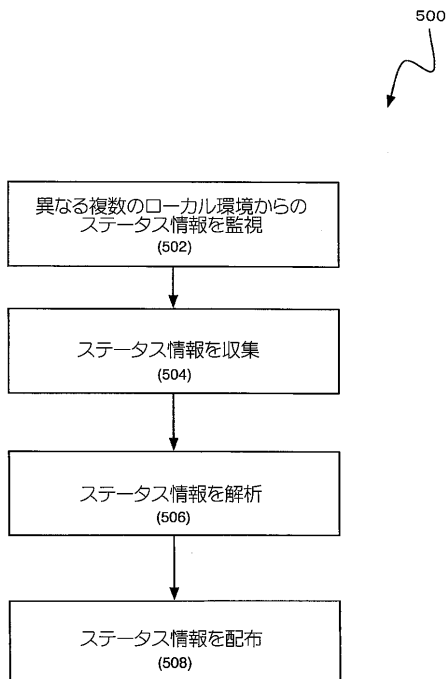 500
異なる複数のローカル環境からの
ステータス情報を監視
(502)
ステータス情報を収集
(504)
ステータス情報を解析
(506)
ステータス情報を配布
(508)